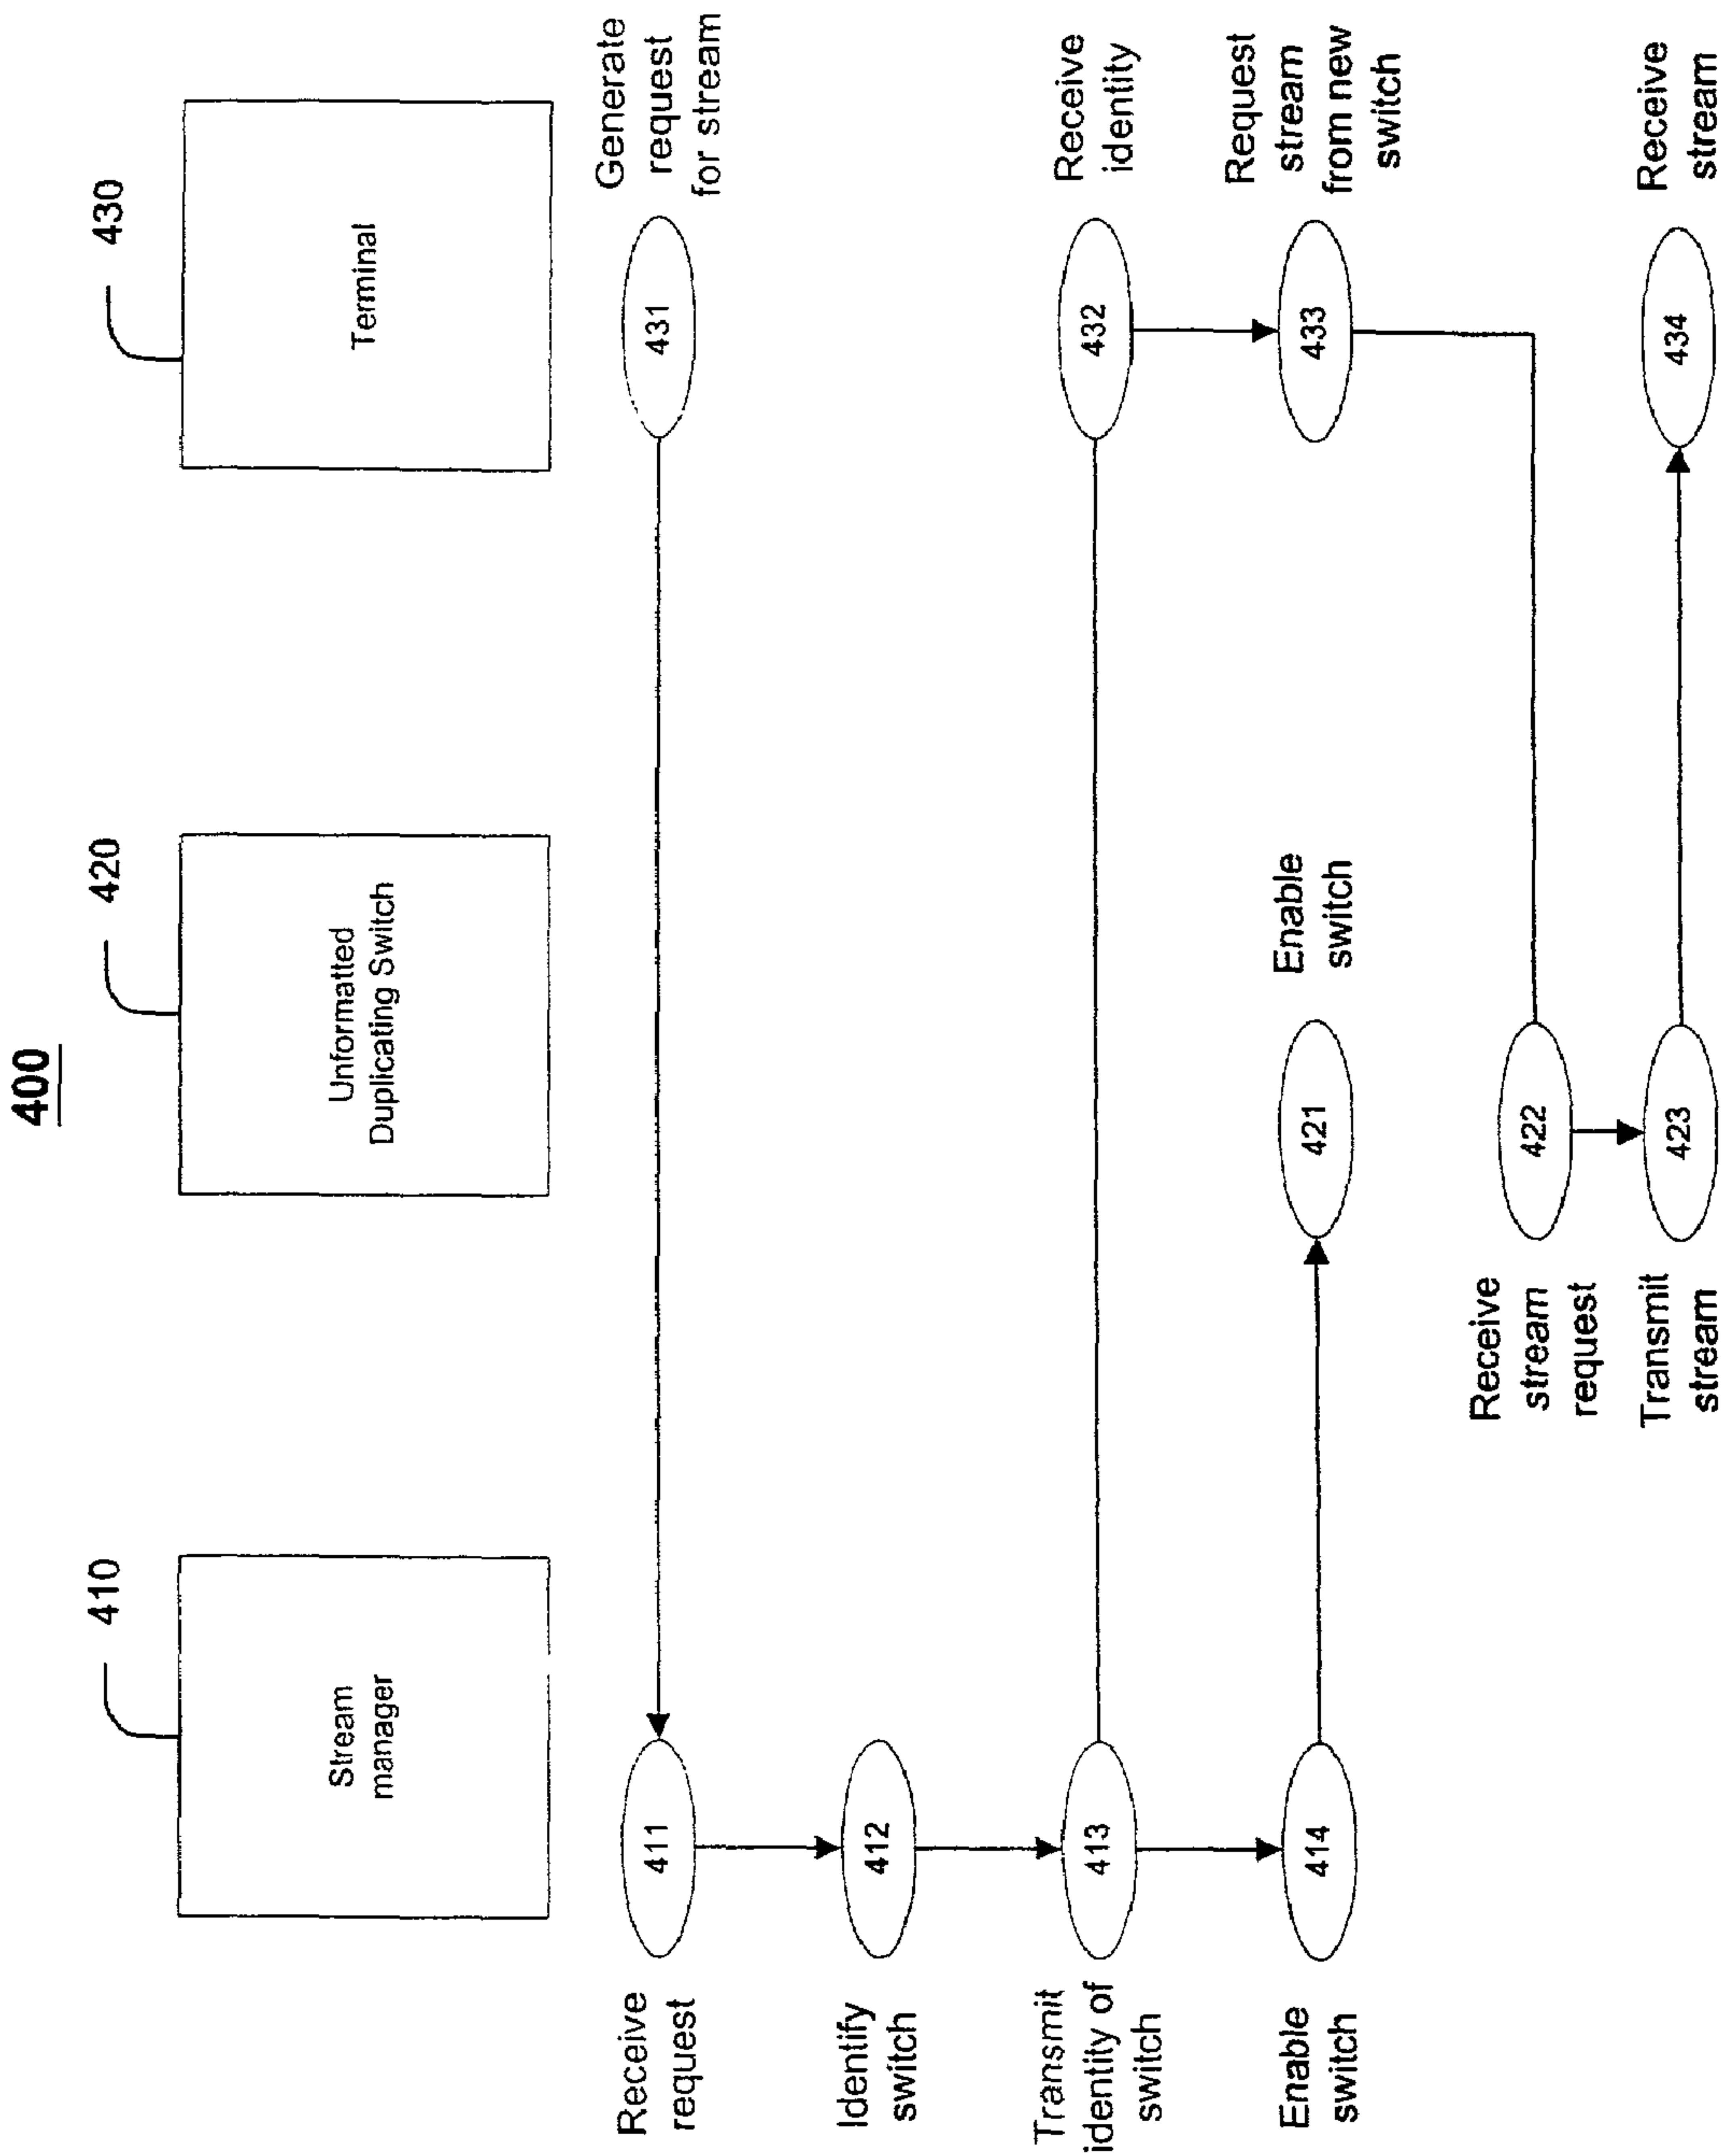 400
410
420
430
Stream
manager
Unformatted
Duplicating Switch
Terminal
Receive
request
411
431
Generate
request
for stream
Identify
switch
412
Transmit
identity of
switch
413
432
Receive
identity
Enable
switch
414
421
Enable
switch
433
Request
stream
from new
switch
Receive
stream
request
422
Transmit
stream
423
434
Receive
stream